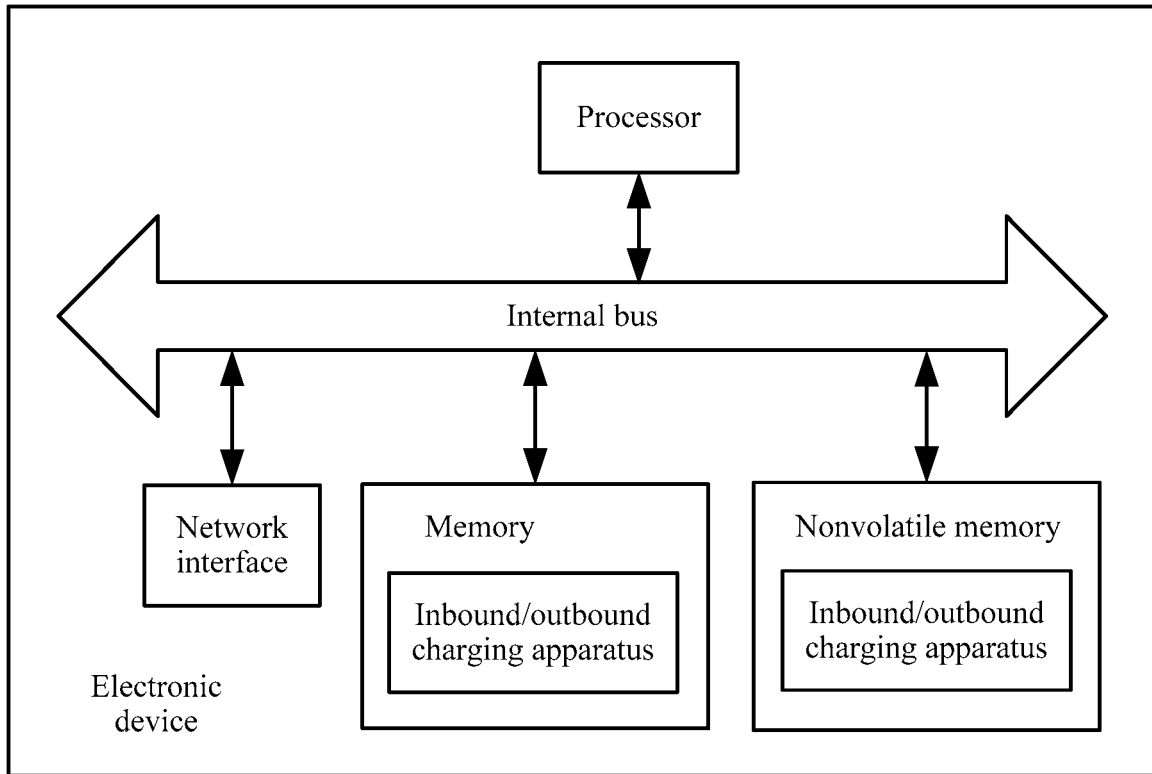 Processor
Internal bus
Network
interface
Memory
Inbound/outbound
charging apparatus
Nonvolatile memory
Inbound/outbound
charging apparatus
Electronic
device